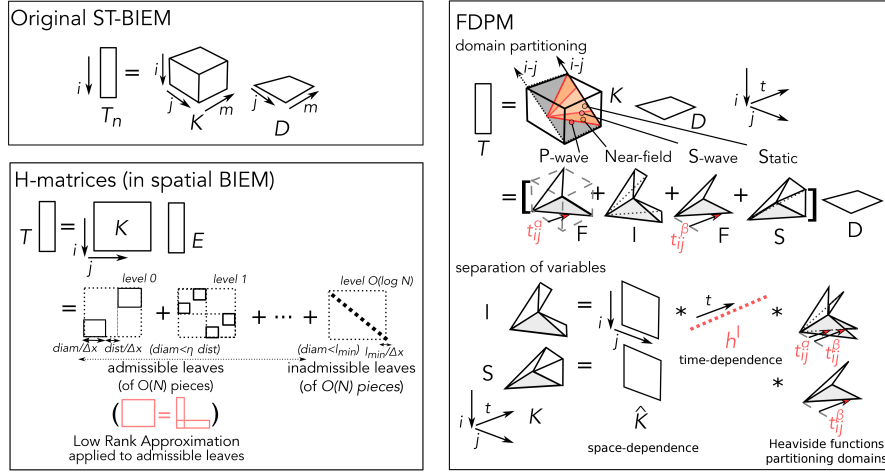 Original ST-BIEM
i
=
i
j
m
j
m
T_n
K
D
H-matrices (in spatial BIEM)
T
=
i
j
K
E
level 0
level 1
level O(log N)
=
+
+ ··· +
diam/Δx
dist/Δx
(diam<η dist)
(diam<l_min)
l_min/Δx
admissible leaves
(of O(N) pieces)
inadmissible leaves
(of O(N) pieces)
( = )
Low Rank Approximation
applied to admissible leaves
FDPM
domain partitioning
i-j
i-j
=
K
D
i
t
j
T
P-wave
Near-field
S-wave
Static
= [ + + + ]
t_ij^α
F
I
t_ij^β
F
S
D
separation of variables
I
=
i
j
*
t
h^I
*
time-dependence
t_ij^α
t_ij^β
S
=
*
i
t
j
K
K̂
t_ij^β
space-dependence
Heaviside functions
partitioning domains